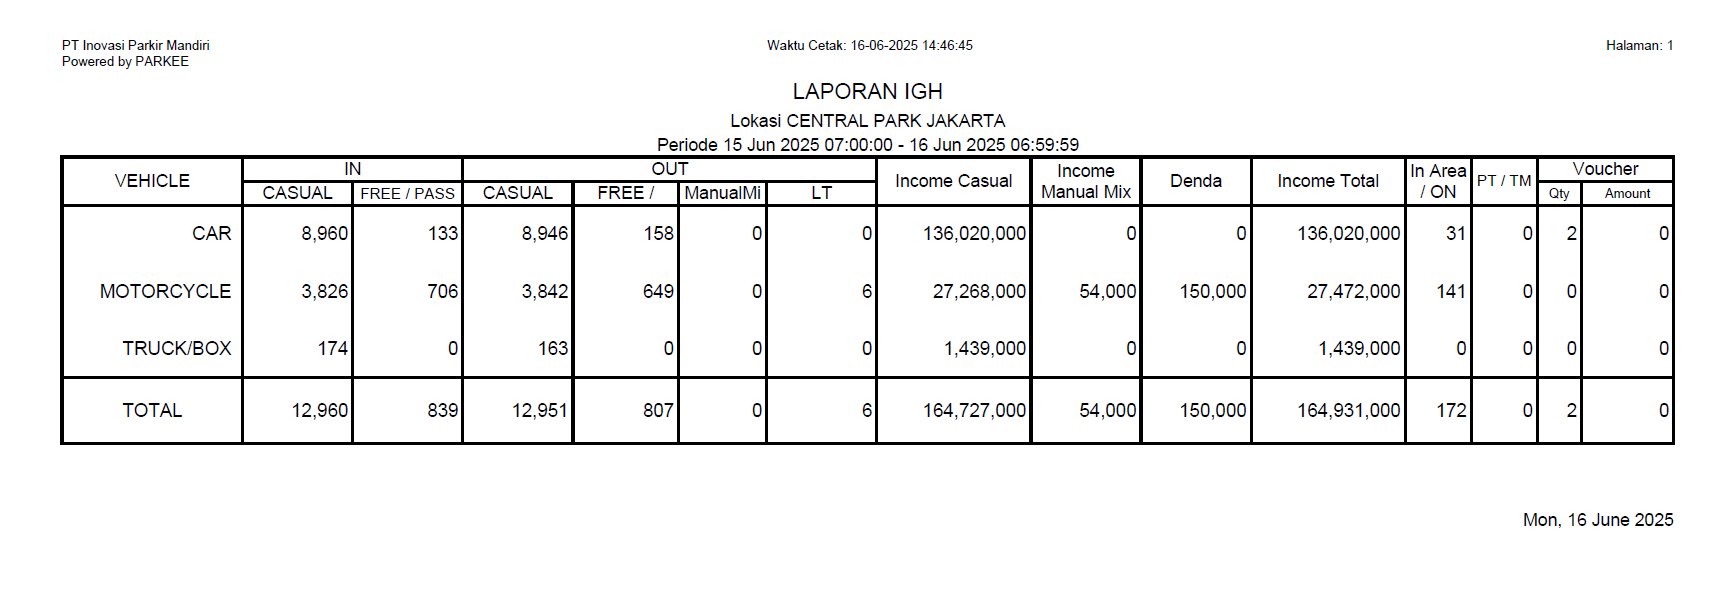 PT Inovasi Parkir Mandiri
Powered by PARKEE
Waktu Cetak: 16-06-2025 14:46:45
Halaman: 1
LAPORAN IGH
Lokasi CENTRAL PARK JAKARTA
Periode 15 Jun 2025 07:00:00 - 16 Jun 2025 06:59:59
VEHICLE IN OUT Income Casual Income Manual Mix Denda Income Total In Area / ON PT / TM Voucher
CASUAL FREE / PASS CASUAL FREE / ManualMi LT Qty Amount
CAR 8,960 133 8,946 158 0 0 136,020,000 0 0 136,020,000 31 0 2 0
MOTORCYCLE 3,826 706 3,842 649 0 6 27,268,000 54,000 150,000 27,472,000 141 0 0 0
TRUCK/BOX 174 0 163 0 0 0 1,439,000 0 0 1,439,000 0 0 0 0
TOTAL 12,960 839 12,951 807 0 6 164,727,000 54,000 150,000 164,931,000 172 0 2 0
Mon, 16 June 2025